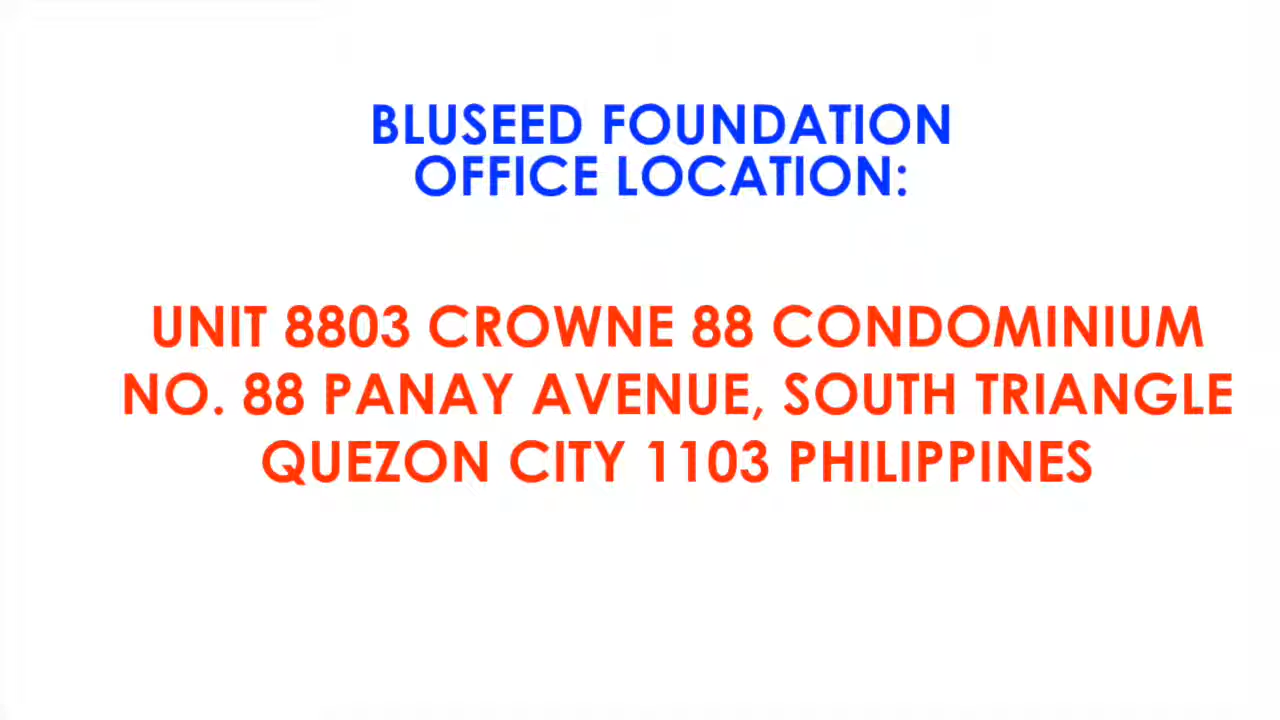 BLUSEED FOUNDATION
OFFICE LOCATION:
UNIT 8803 CROWNE 88 CONDOMINIUM
NO. 88 PANAY AVENUE, SOUTH TRIANGLE
QUEZON CITY 1103 PHILIPPINES